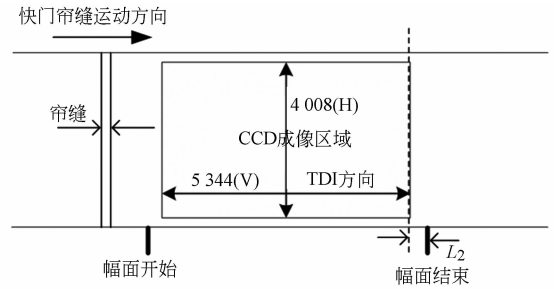 快门帘缝运动方向
4 008(H)
帘缝
CCD成像区域
5 344(V)
TDI方向
L2
幅面开始
幅面结束